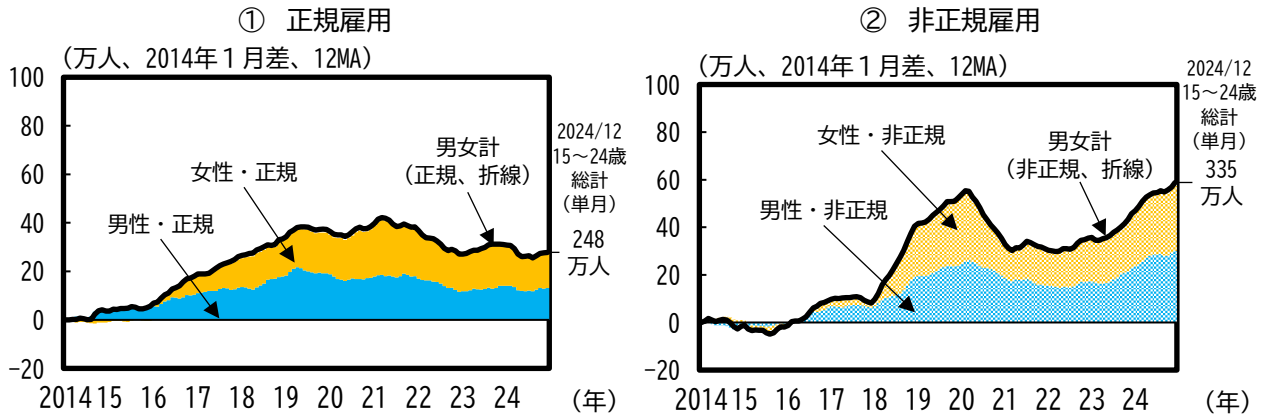 ① 正規雇用
(万人、2014年１月差、12MA)
100
80
60
40
20
0
−20
2024/12
15～24歳
総計
(単月)
248
万人
男女計
(正規、折線)
女性・正規
男性・正規
2014 15 16 17 18 19 20 21 22 23 24 (年)
② 非正規雇用
(万人、2014年１月差、12MA)
100
80
60
40
20
0
−20
2024/12
15～24歳
総計
(単月)
335
万人
女性・非正規
男女計
(非正規、折線)
男性・非正規
2014 15 16 17 18 19 20 21 22 23 24 (年)